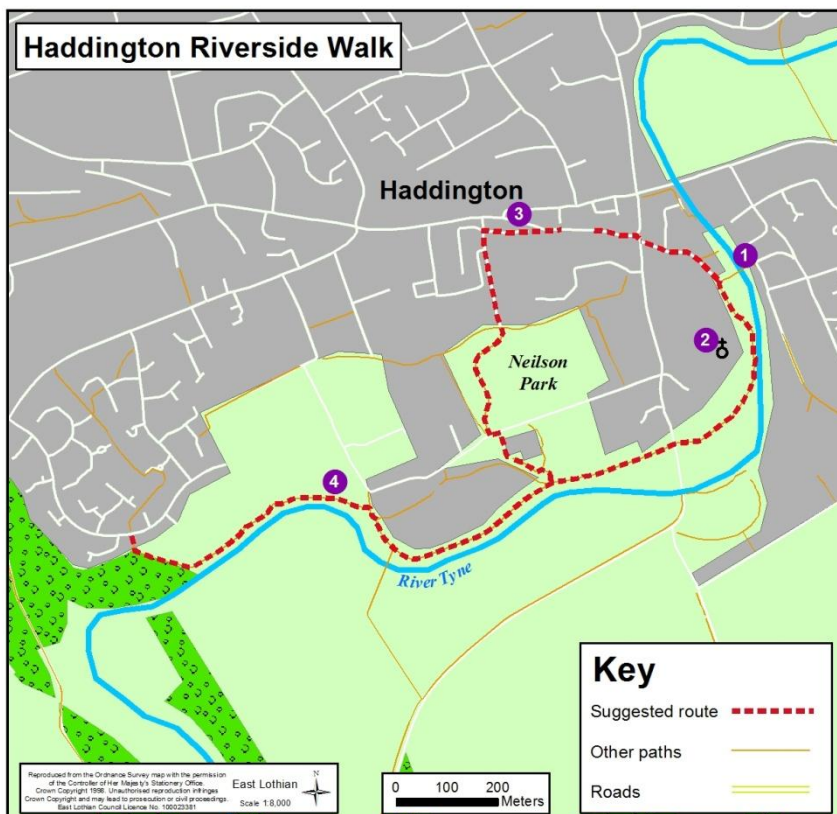 Haddington Riverside Walk
Haddington
3
1
2
Neilson
Park
4
River Tyne
Key
Suggested route
Other paths
Roads
Reproduced from the Ordnance Survey map with the permission
of the Controller of Her Majesty's Stationery Office.
Crown Copyright 1998. Unauthorised reproduction infringes
Crown Copyright and may lead to prosecution or civil proceedings.
East Lothian Council Licence No. 100023381
East Lothian
Scale 1:8,000
N
0 100 200
Meters